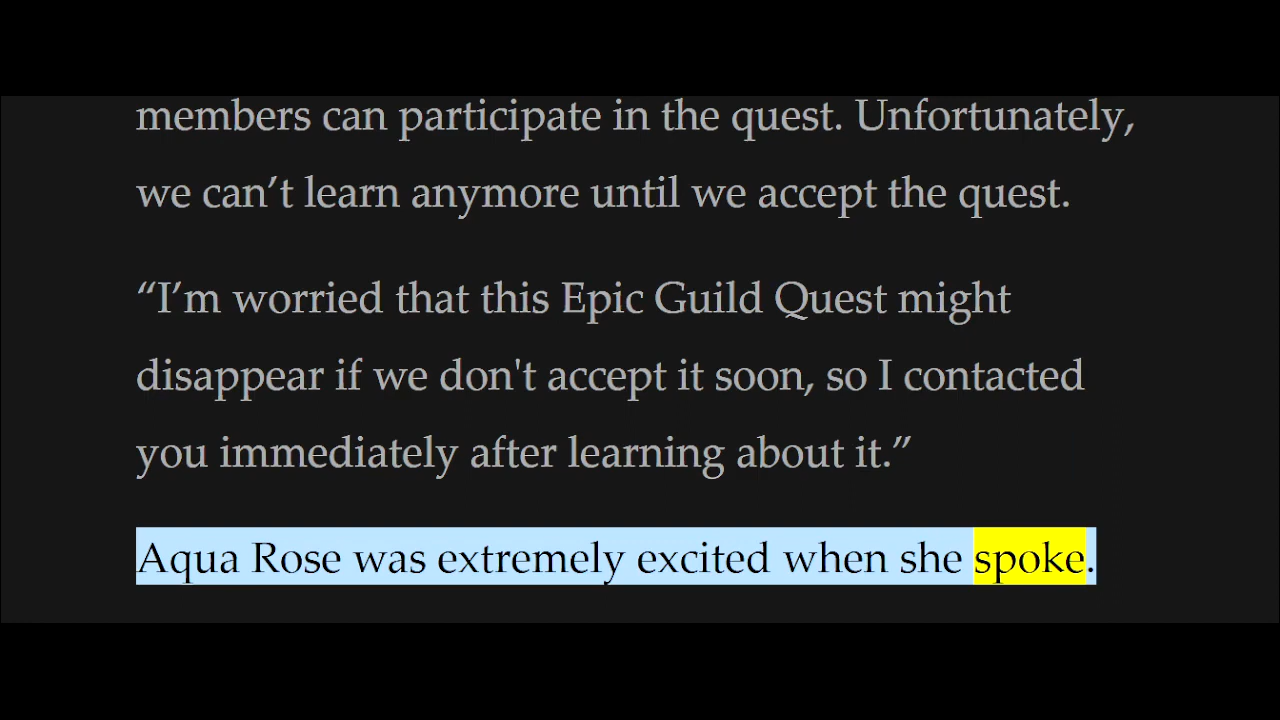 members can participate in the quest. Unfortunately,
we can’t learn anymore until we accept the quest.
“I’m worried that this Epic Guild Quest might
disappear if we don't accept it soon, so I contacted
you immediately after learning about it.”
Aqua Rose was extremely excited when she spoke.